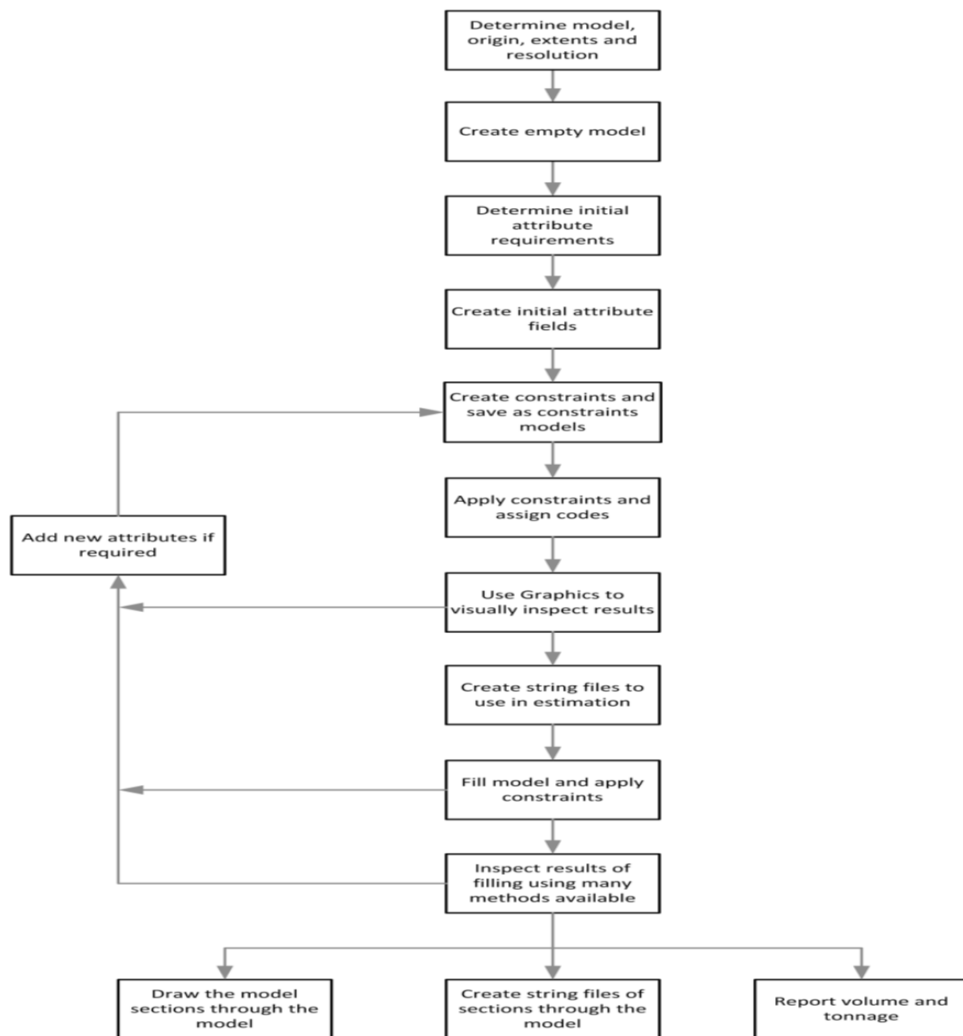 Determine model,
origin, extents and
resolution
Create empty model
Determine initial
attribute
requirements
Create initial attribute
fields
Create constraints and
save as constraints
models
Apply constraints and
assign codes
Add new attributes if
required
Use Graphics to
visually inspect results
Create string files to
use in estimation
Fill model and apply
constraints
Inspect results of
filling using many
methods available
Draw the model
sections through the
model
Create string files of
sections through the
model
Report volume and
tonnage